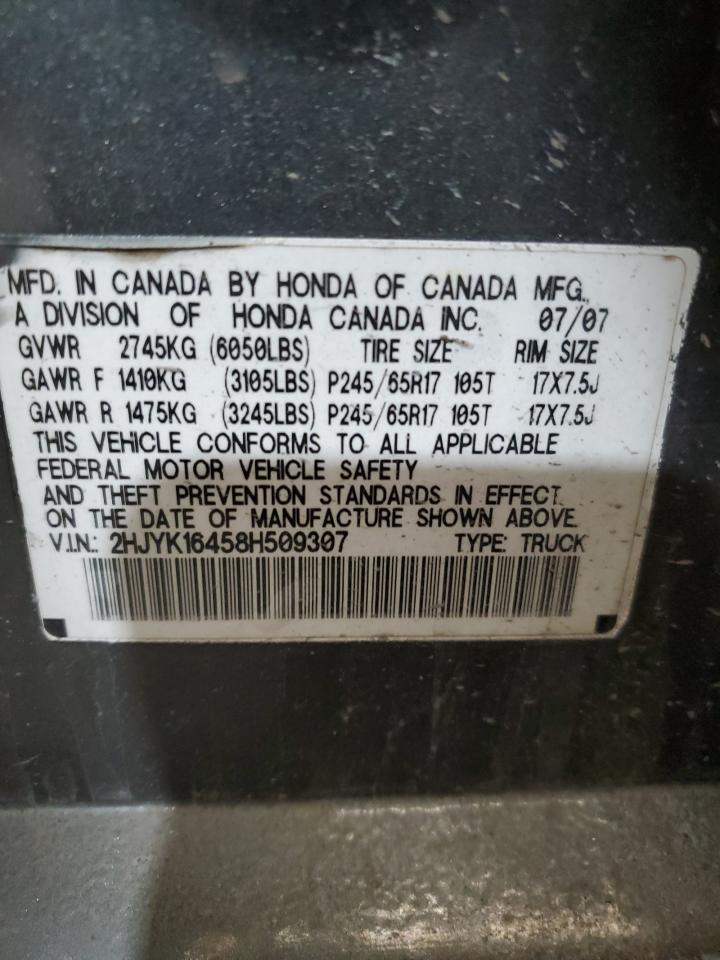 MFD. IN CANADA BY HONDA OF CANADA MFG.,
A DIVISION OF HONDA CANADA INC. 07/07
GVWR 2745KG (6050LBS) TIRE SIZE RIM SIZE
GAWR F 1410KG (3105LBS) P245/65R17 105T 17X7.5J
GAWR R 1475KG (3245LBS) P245/65R17 105T 17X7.5J
THIS VEHICLE CONFORMS TO ALL APPLICABLE
FEDERAL MOTOR VEHICLE SAFETY
AND THEFT PREVENTION STANDARDS IN EFFECT
ON THE DATE OF MANUFACTURE SHOWN ABOVE.
V.I.N.: 2HJYK16458H509307 TYPE: TRUCK